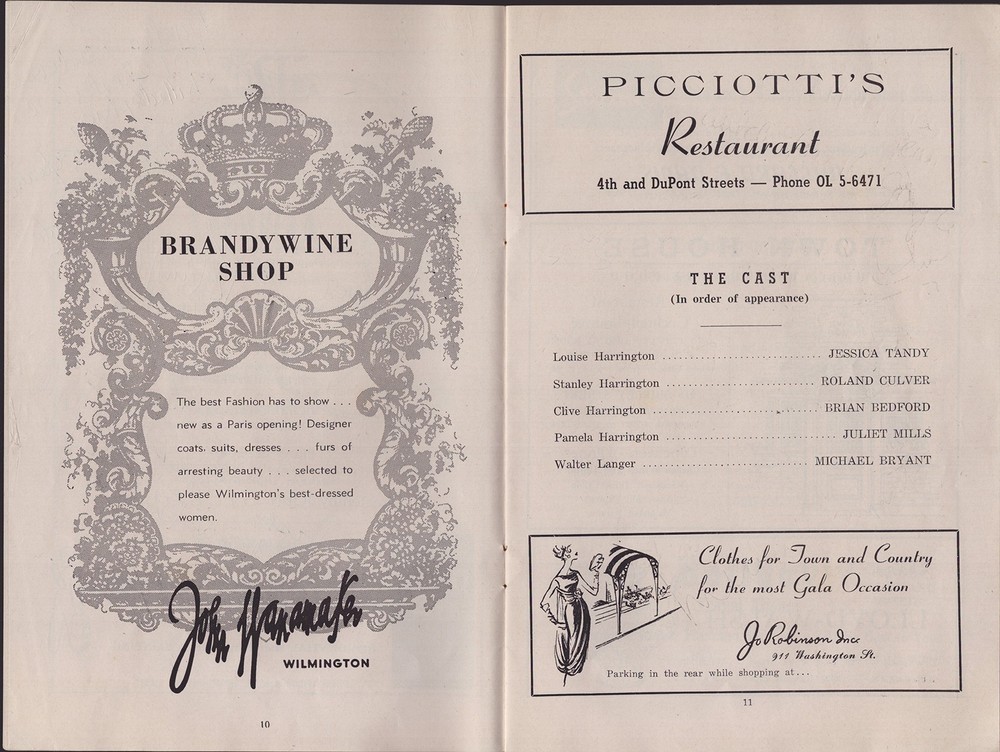 BRANDYWINE
SHOP
The best Fashion has to show . . .
new as a Paris opening! Designer
coats, suits, dresses . . . furs of
arresting beauty . . . selected to
please Wilmington's best-dressed
women.
John Wanamaker
WILMINGTON
10
PICCIOTTI'S
Restaurant
4th and DuPont Streets — Phone OL 5-6471
THE CAST
(In order of appearance)
Louise Harrington .............................. JESSICA TANDY
Stanley Harrington ............................ ROLAND CULVER
Clive Harrington ................................ BRIAN BEDFORD
Pamela Harrington .................................. JULIET MILLS
Walter Langer ................................ MICHAEL BRYANT
Clothes for Town and Country
for the most Gala Occasion
Jo Robinson Inc.
911 Washington St.
Parking in the rear while shopping at...
11